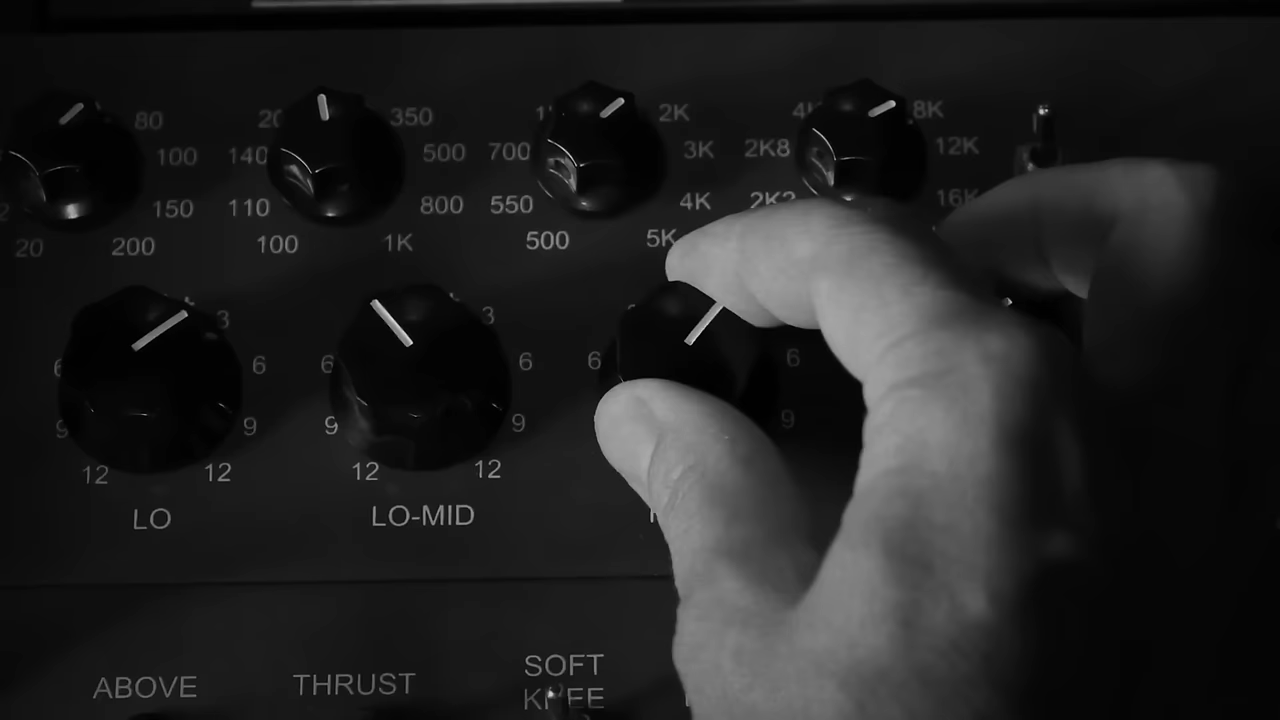 80 20 350 2K 8K
100 140 500 700 3K 2K8 12K
150 110 800 550 4K 2K2 16K
20 200 100 1K 500 5K
3 3
6 6 6 6 6
9 9 9 9
12 12 12 12
LO LO-MID
ABOVE THRUST SOFT
KNEE